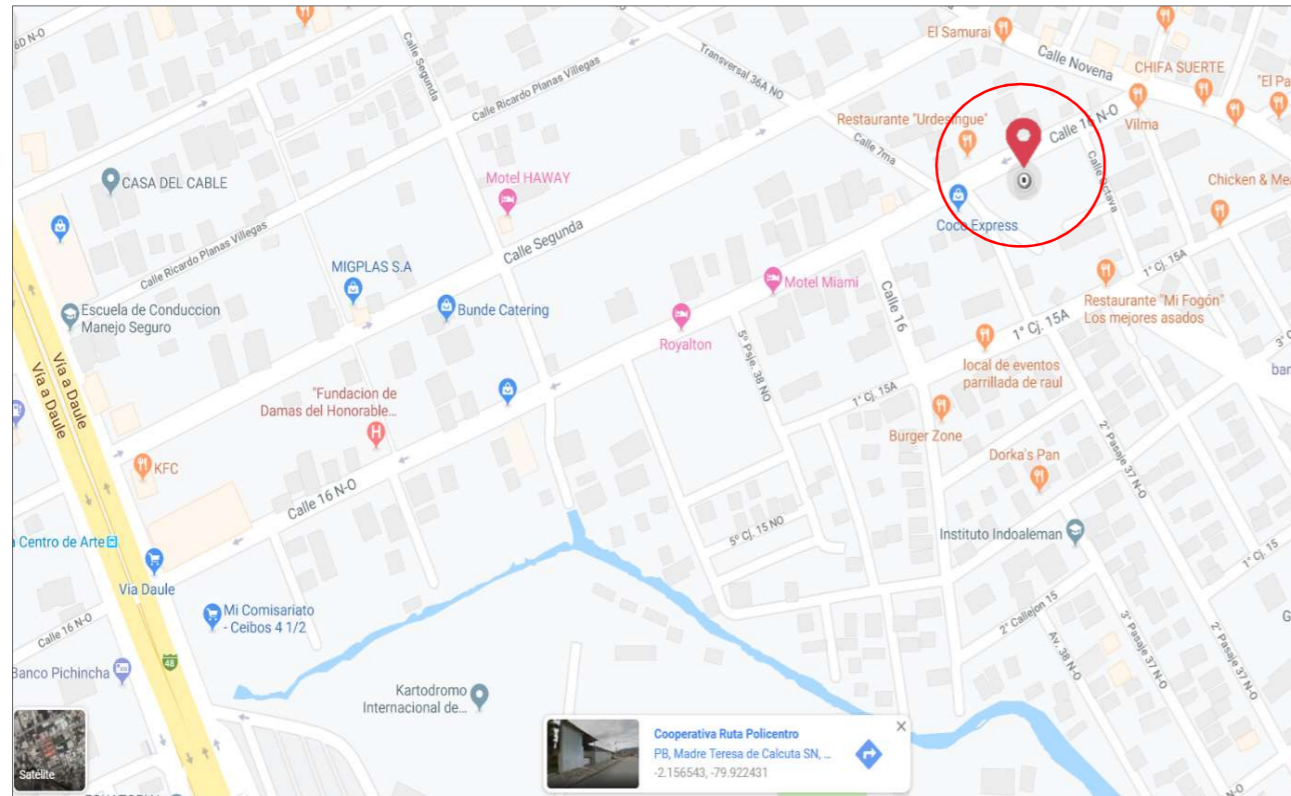 6D N-O
Calle Segunda
Calle Ricardo Planas Villegas
Transversal 36A NO
El Samurai
Calle Novena
CHIFA SUERTE
"El Pa
Restaurante "Urdesingue"
Calle 16 N-O
Vilma
Calle 7ma
Calle Octava
CASA DEL CABLE
Motel HAWAY
Chicken & Mea
Coco Express
Calle Ricardo Planas Villegas
Calle Segunda
MIGPLAS S.A
Motel Miami
1° Cj. 15A
Escuela de Conduccion
Manejo Seguro
Bunde Catering
Calle 16
Restaurante "Mi Fogón"
Los mejores asados
Royalton
5° Psje. 38 NO
1° Cj. 15A
3° C
Vía a Daule
Vía a Daule
local de eventos
parrillada de raul
bar
"Fundacion de
Damas del Honorable...
1° Cj. 15A
Burger Zone
KFC
Dorka's Pan
2° Pasaje 37 N-O
Calle 16 N-O
Centro de Arte
5° Cj. 15 NO
Instituto Indoaleman
1° Cj. 15
Vía Daule
Mi Comisariato
- Ceibos 4 1/2
2° Callejon 15
G
Calle 16 N-O
Av. 38 N-O
3° Pasaje 37 N-O
2° Pasaje 37 N-O
48
Banco Pichincha
Kartodromo
Internacional de...
Satélite
Cooperativa Ruta Policentro
PB, Madre Teresa de Calcuta SN, ...
-2.156543, -79.922431
N-O